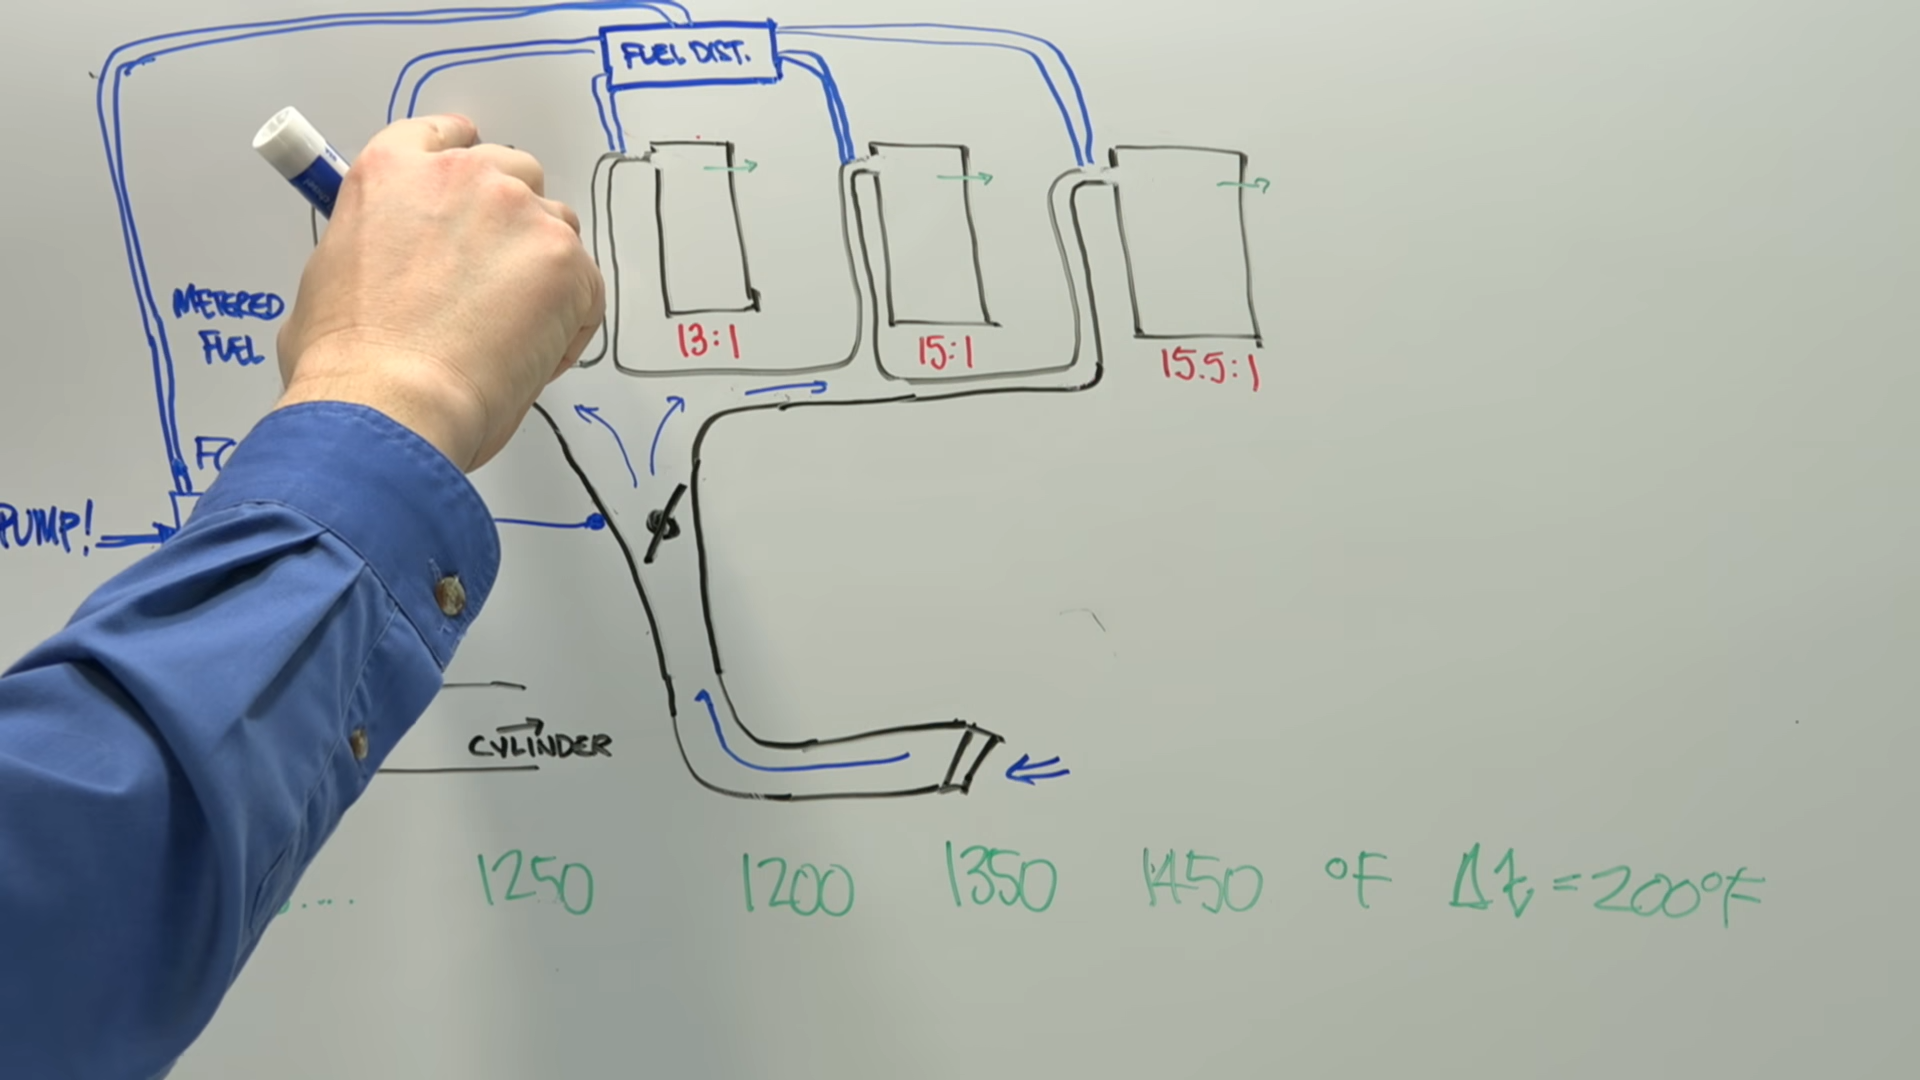 FUEL DIST.
METERED
FUEL
13:1
15:1
15.5:1
PUMP!
CYLINDER
1250 1200 1350 1450 °F Δt = 200°F